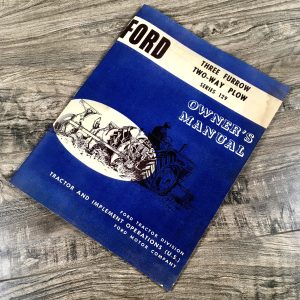 FORD
THREE FURROW
TWO-WAY PLOW
SERIES 129
OWNER'S
MANUAL
FORD TRACTOR DIVISION
TRACTOR AND IMPLEMENT OPERATIONS (U.S.)
FORD MOTOR COMPANY